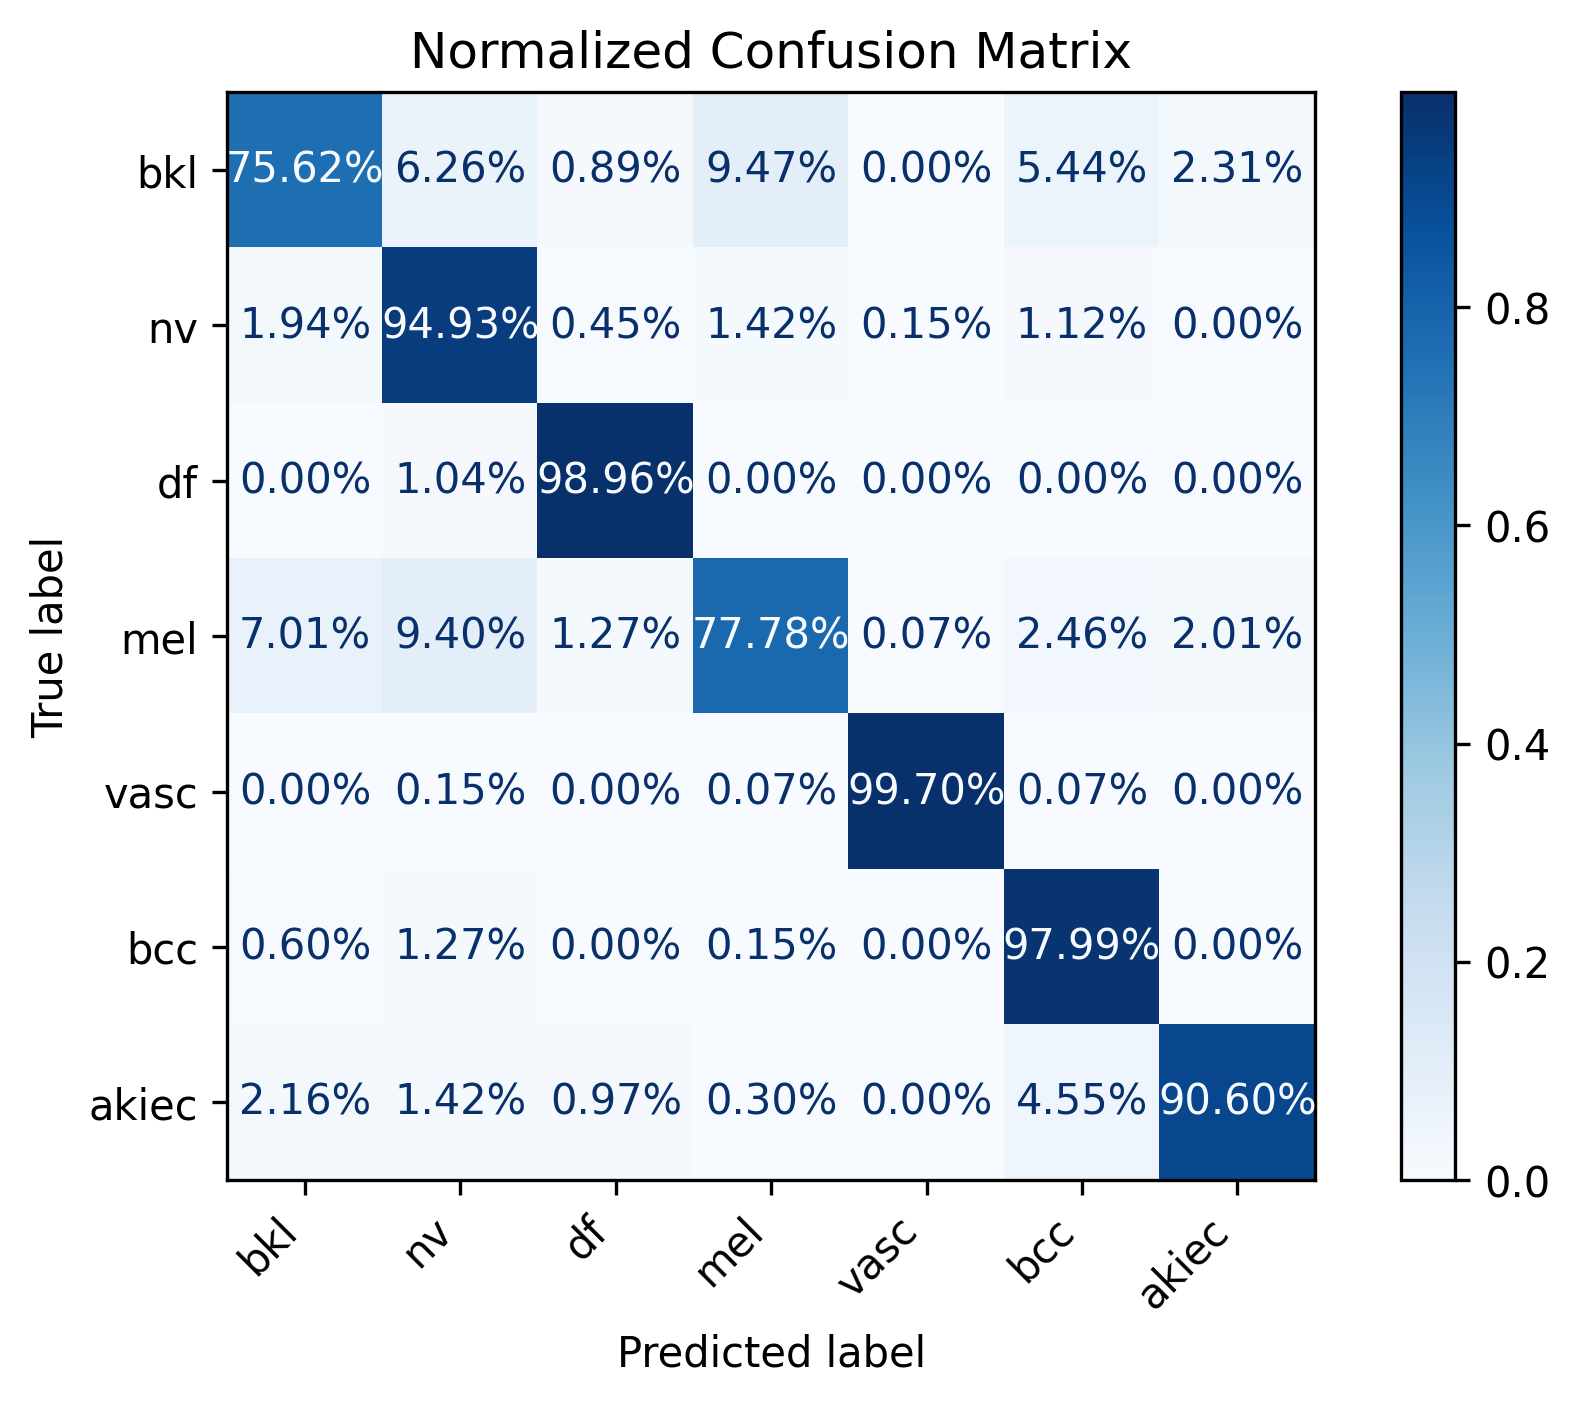 Normalized Confusion Matrix
bkl 75.62% 6.26% 0.89% 9.47% 0.00% 5.44% 2.31%
nv 1.94% 94.93% 0.45% 1.42% 0.15% 1.12% 0.00%
df 0.00% 1.04% 98.96% 0.00% 0.00% 0.00% 0.00%
mel 7.01% 9.40% 1.27% 77.78% 0.07% 2.46% 2.01%
vasc 0.00% 0.15% 0.00% 0.07% 99.70% 0.07% 0.00%
bcc 0.60% 1.27% 0.00% 0.15% 0.00% 97.99% 0.00%
akiec 2.16% 1.42% 0.97% 0.30% 0.00% 4.55% 90.60%
True label
bkl nv df mel vasc bcc akiec
Predicted label
0.8
0.6
0.4
0.2
0.0